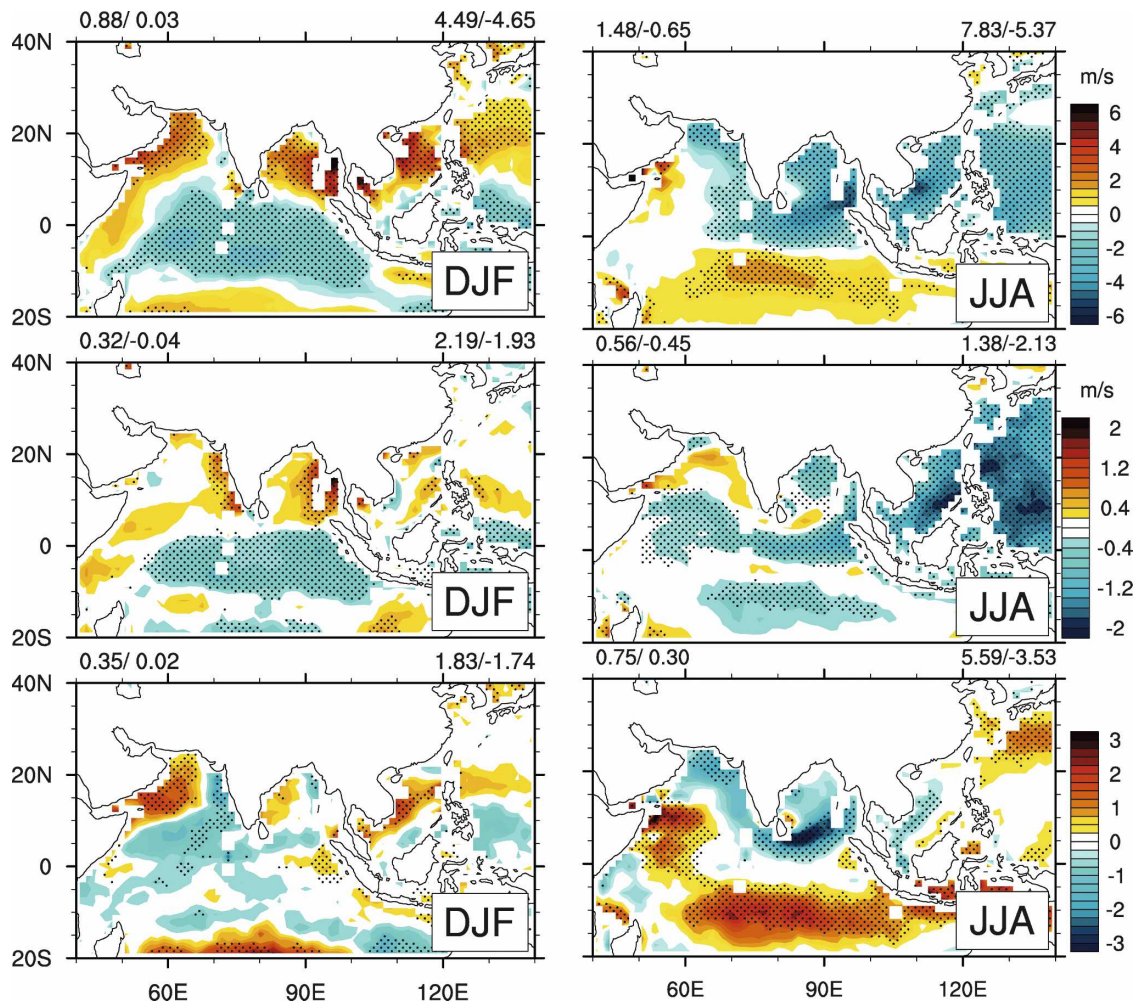 0.88/ 0.03 4.49/-4.65
1.48/-0.65 7.83/-5.37
40N
20N
0
20S
DJF
JJA
m/s
6
4
2
0
-2
-4
-6
0.32/-0.04 2.19/-1.93
0.56/-0.45 1.38/-2.13
40N
20N
0
20S
DJF
JJA
m/s
2
1.2
0.4
-0.4
-1.2
-2
0.35/ 0.02 1.83/-1.74
0.75/ 0.30 5.59/-3.53
40N
20N
0
20S
DJF
JJA
3
2
1
0
-1
-2
-3
60E 90E 120E
60E 90E 120E